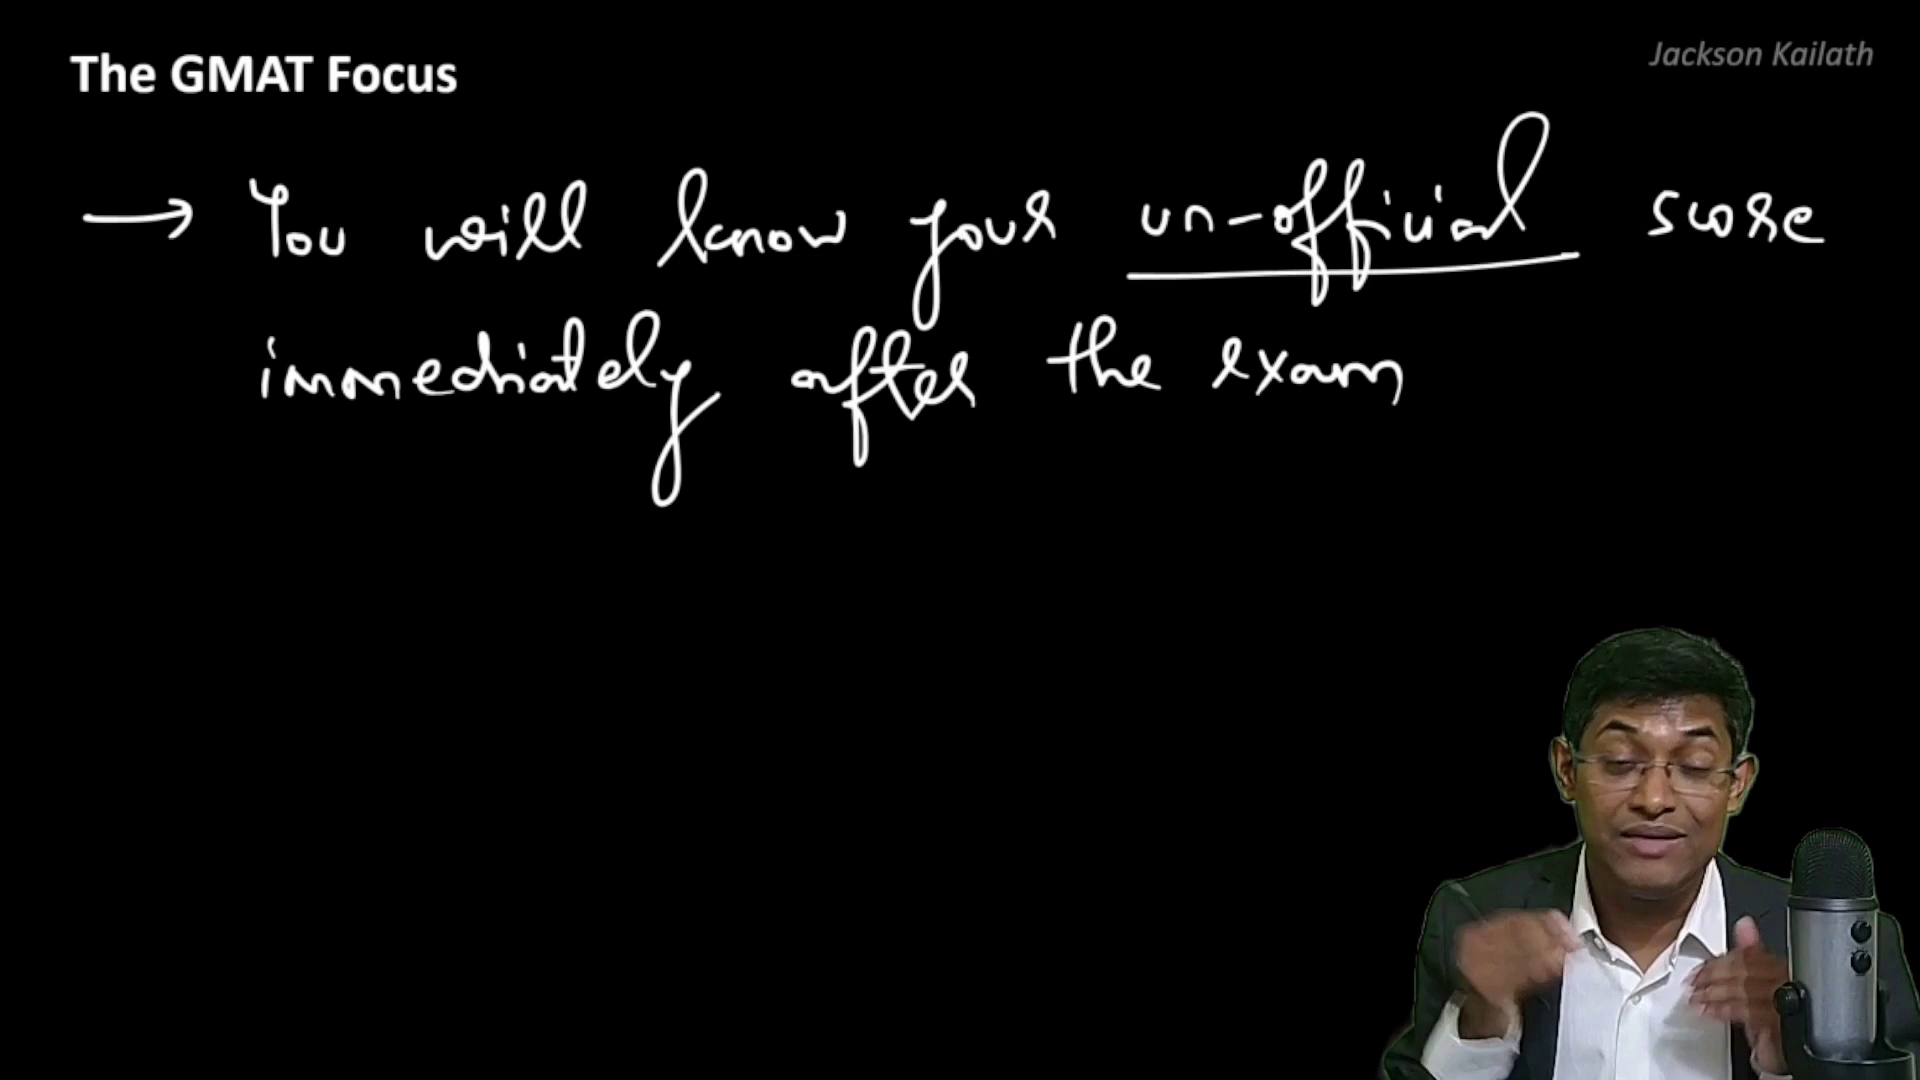 The GMAT Focus
Jackson Kailath
→ You will know your un-official score
immediately after the exam